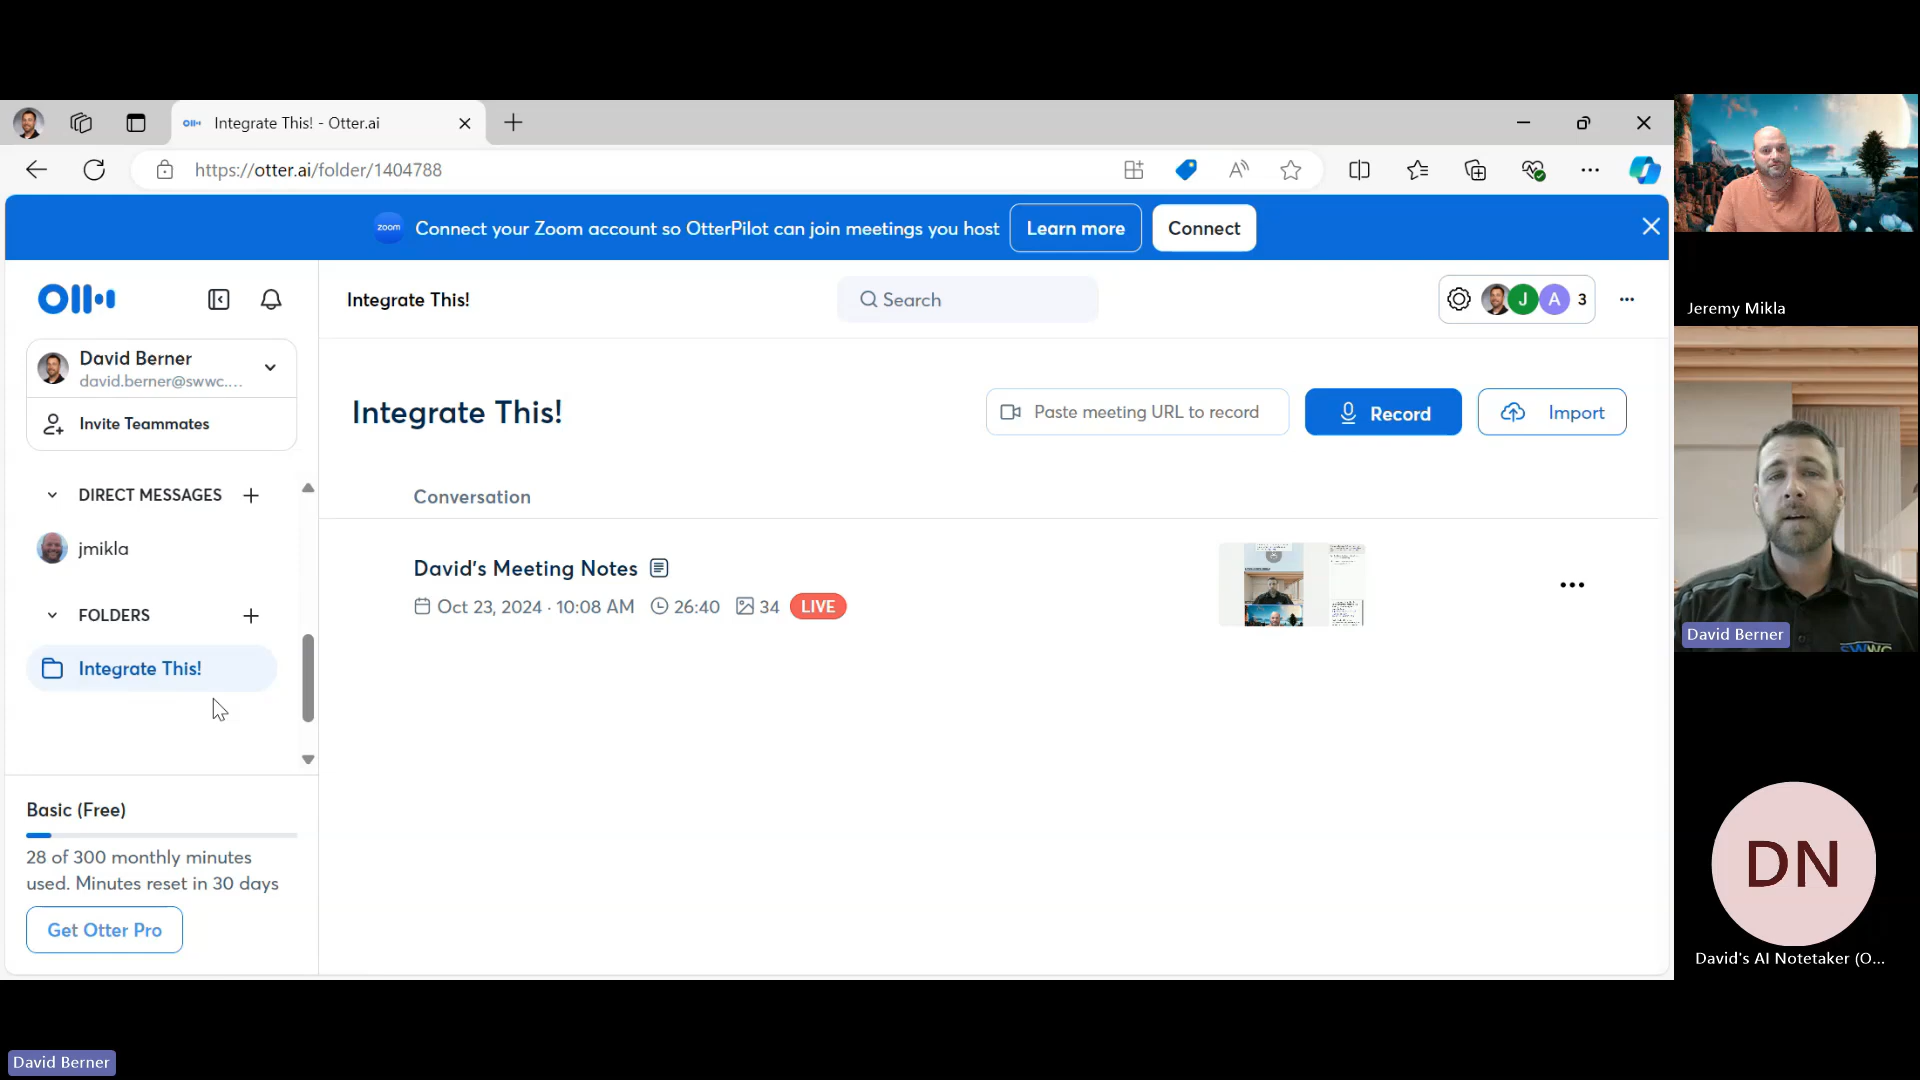 Integrate This! - Otter.ai
https://otter.ai/folder/1404788
zoom
Connect your Zoom account so OtterPilot can join meetings you host
Learn more
Connect
Integrate This!
Search
J
A
3
David Berner
david.berner@swwc....
Invite Teammates
Integrate This!
Paste meeting URL to record
Record
Import
DIRECT MESSAGES
jmikla
Conversation
David's Meeting Notes
Oct 23, 2024 · 10:08 AM
26:40
34
LIVE
FOLDERS
Integrate This!
Basic (Free)
28 of 300 monthly minutes
used. Minutes reset in 30 days
Get Otter Pro
Jeremy Mikla
David Berner
SWWC
DN
David's AI Notetaker (O...
David Berner